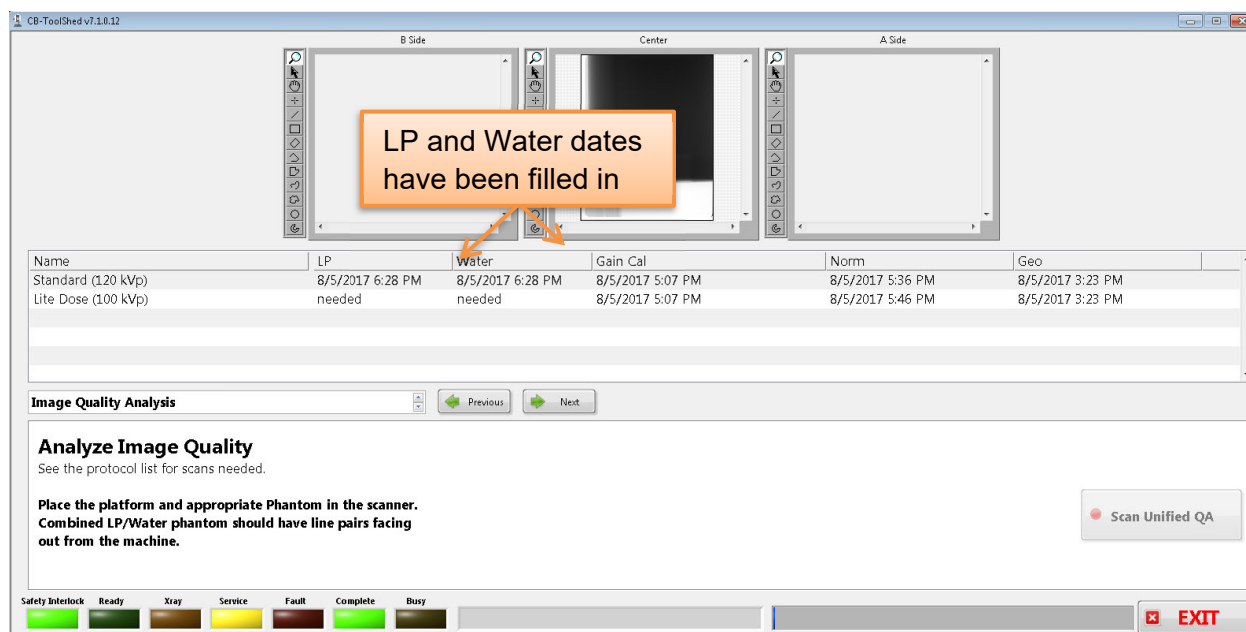 CB-ToolShed v7.1.0.12
B Side
Center
A Side
LP and Water dates
have been filled in
Name LP Water Gain Cal Norm Geo
Standard (120 kVp) 8/5/2017 6:28 PM 8/5/2017 6:28 PM 8/5/2017 5:07 PM 8/5/2017 5:36 PM 8/5/2017 3:23 PM
Lite Dose (100 kVp) needed needed 8/5/2017 5:07 PM 8/5/2017 5:46 PM 8/5/2017 3:23 PM
Image Quality Analysis Previous Next
Analyze Image Quality
See the protocol list for scans needed.
Place the platform and appropriate Phantom in the scanner.
Combined LP/Water phantom should have line pairs facing
out from the machine.
Scan Unified QA
Safety Interlock Ready Xray Service Fault Complete Busy
EXIT